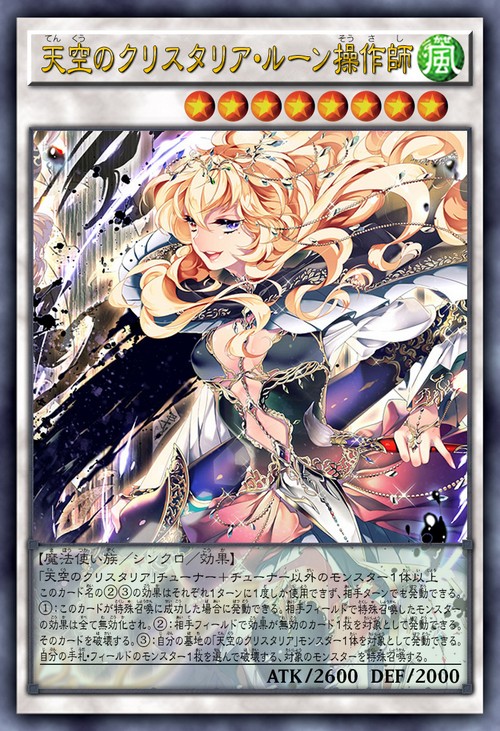 てんくう そうさし かぜ
天空のクリスタリア・ルーン操作師 風
【魔法使い族／シンクロ／効果】
「天空のクリスタリア」チューナー＋チューナー以外のモンスター1体以上
このカード名の②③の効果はそれぞれ1ターンに1度しか使用できず、相手ターンでも発動できる。
①：このカードが特殊召喚に成功した場合に発動できる。相手フィールドで特殊召喚したモンスター
の効果は全て無効化され、②：相手フィールドで効果が無効のカード1枚を対象として発動できる。
そのカードを破壊する。③：自分の墓地の「天空のクリスタリア」モンスター1体を対象として発動できる。
自分の手札・フィールドのモンスター1枚を選んで破壊する、対象のモンスターを特殊召喚する。
ATK/2600 DEF/2000